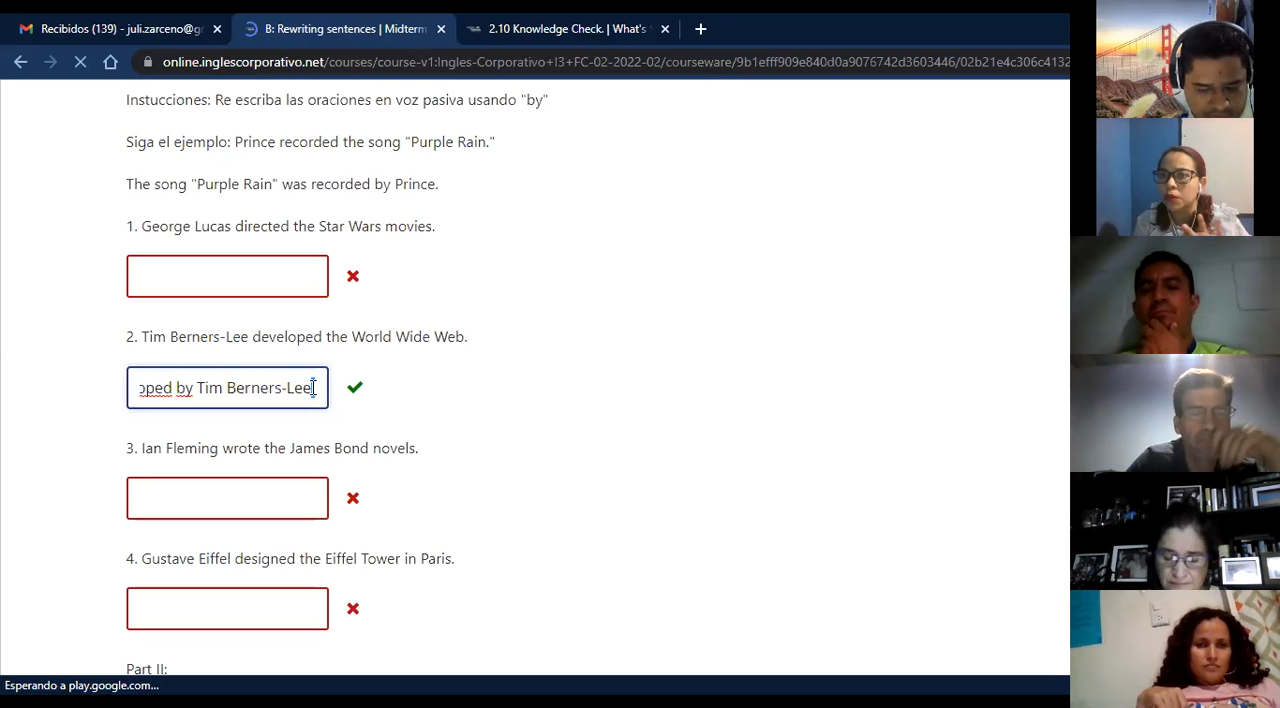 Recibidos (139) - juli.zarceno@gr
B: Rewriting sentences | Midterm
2.10 Knowledge Check. | What's
online.inglescorporativo.net/courses/course-v1:Ingles-Corporativo+I3+FC-02-2022-02/courseware/9b1efff909e840d0a9076742d3603446/02b21e4c306c4132
Instucciones: Re escriba las oraciones en voz pasiva usando "by"
Siga el ejemplo: Prince recorded the song "Purple Rain."
The song "Purple Rain" was recorded by Prince.
1. George Lucas directed the Star Wars movies.
2. Tim Berners-Lee developed the World Wide Web.
oped by Tim Berners-Lee
3. Ian Fleming wrote the James Bond novels.
4. Gustave Eiffel designed the Eiffel Tower in Paris.
Part II:
Esperando a play.google.com...